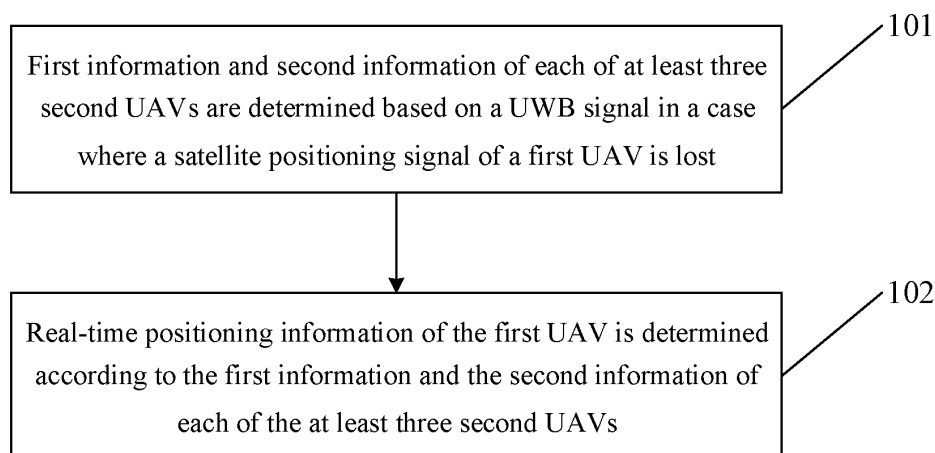 101
First information and second information of each of at least three
second UAVs are determined based on a UWB signal in a case
where a satellite positioning signal of a first UAV is lost
102
Real-time positioning information of the first UAV is determined
according to the first information and the second information of
each of the at least three second UAVs